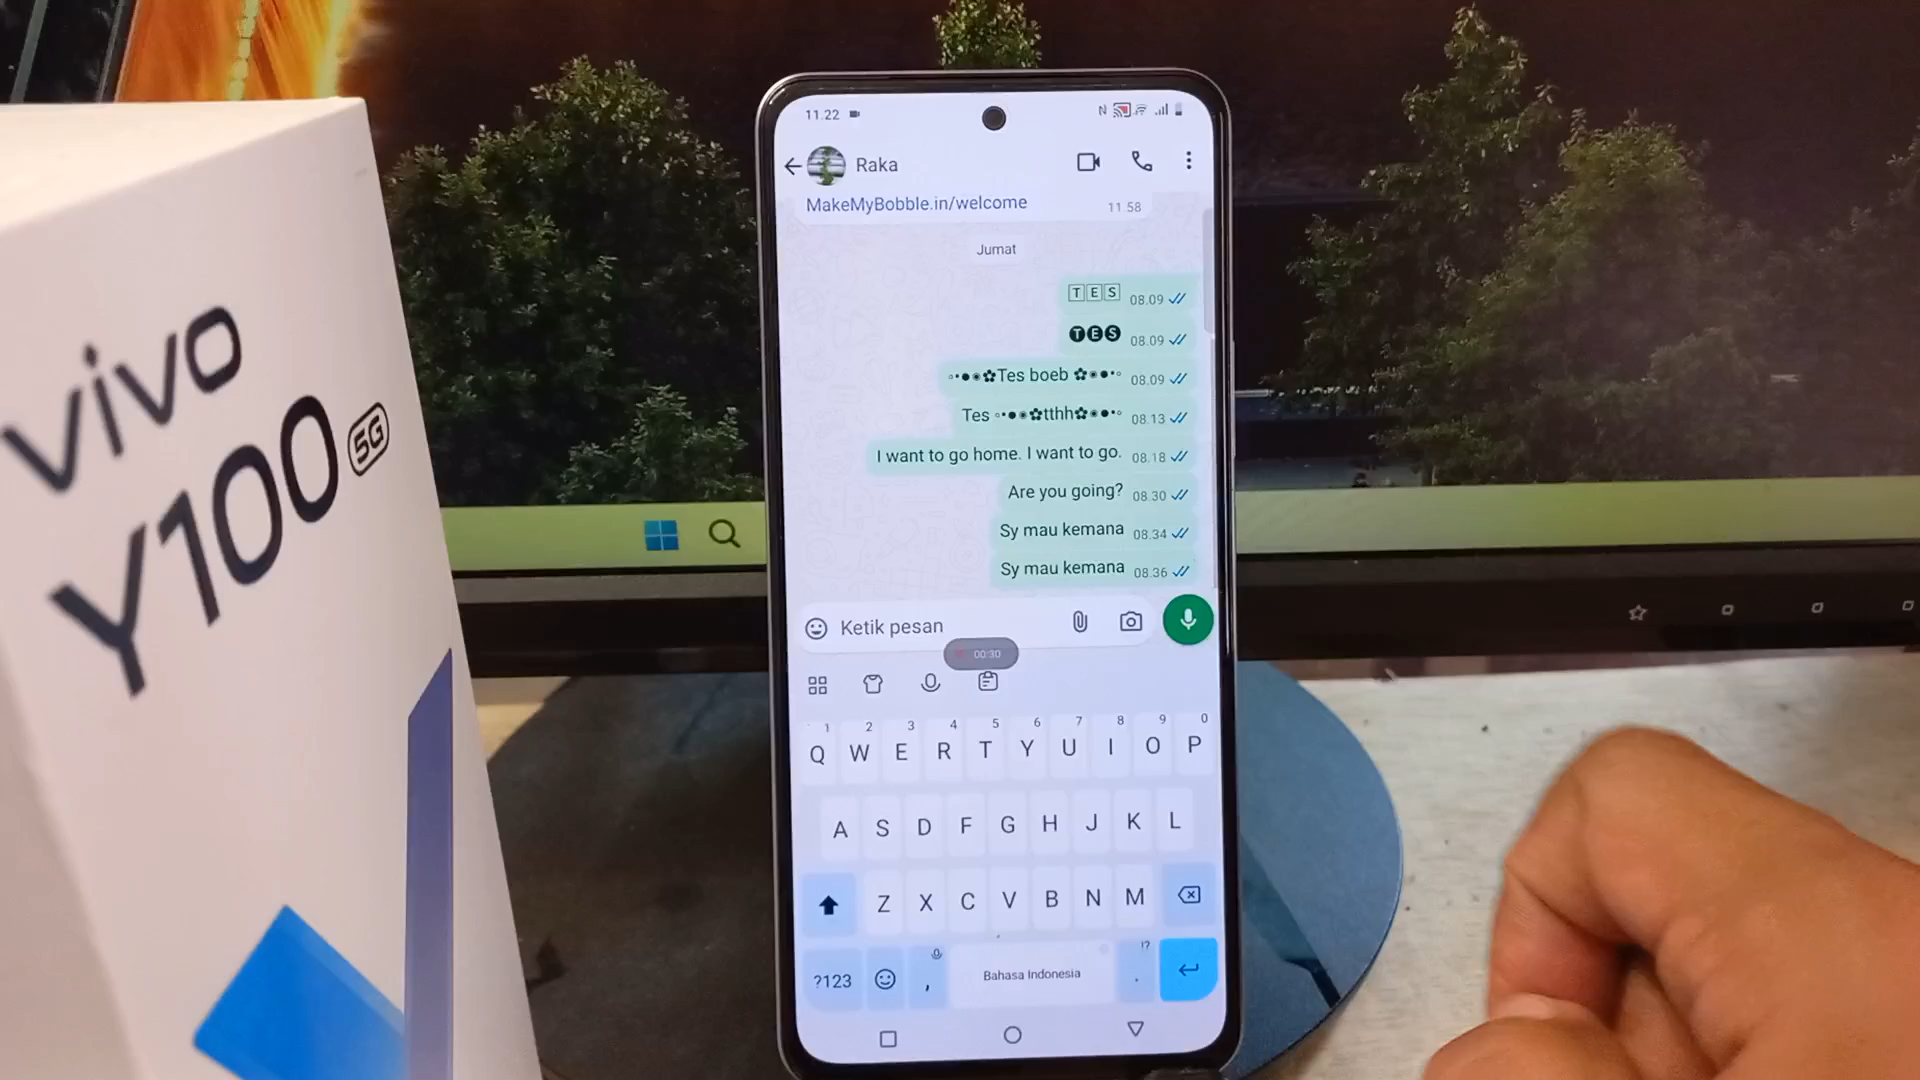 vivo
Y100 5G
11.22
Raka
MakeMyBobble.in/welcome
11 58
Jumat
🅃🄴🅂 08.09
🅣🅔🅢 08.09
◦•●◉✿Tes boeb ✿◉●•◦ 08.09
Tes ◦•●◉✿tthh✿◉●•◦ 08.13
I want to go home. I want to go. 08.18
Are you going? 08.30
Sy mau kemana 08.34
Sy mau kemana 08.36
Ketik pesan
00:30
1 2 3 4 5 6 7 8 9 0
Q W E R T Y U I O P
A S D F G H J K L
Z X C V B N M
!?
?123 , Bahasa Indonesia .